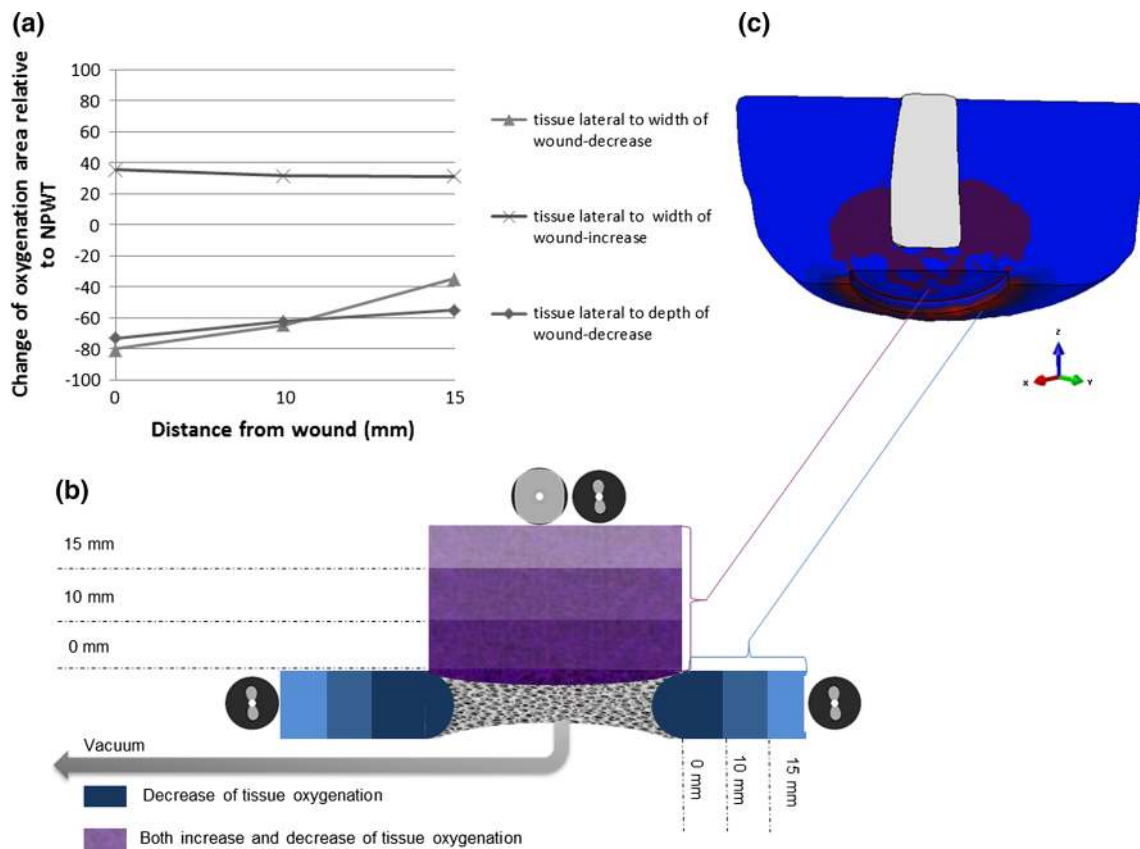 (a)
Change of oxygenation area relative
to NPWT
100
80
60
40
20
0
-20
-40
-60
-80
-100
0
10
15
Distance from wound (mm)
tissue lateral to width of
wound-decrease
tissue lateral to width of
wound-increase
tissue lateral to depth of
wound-decrease
(c)
z
x
Y
(b)
15 mm
10 mm
0 mm
0 mm
10 mm
15 mm
Vacuum
Decrease of tissue oxygenation
Both increase and decrease of tissue oxygenation